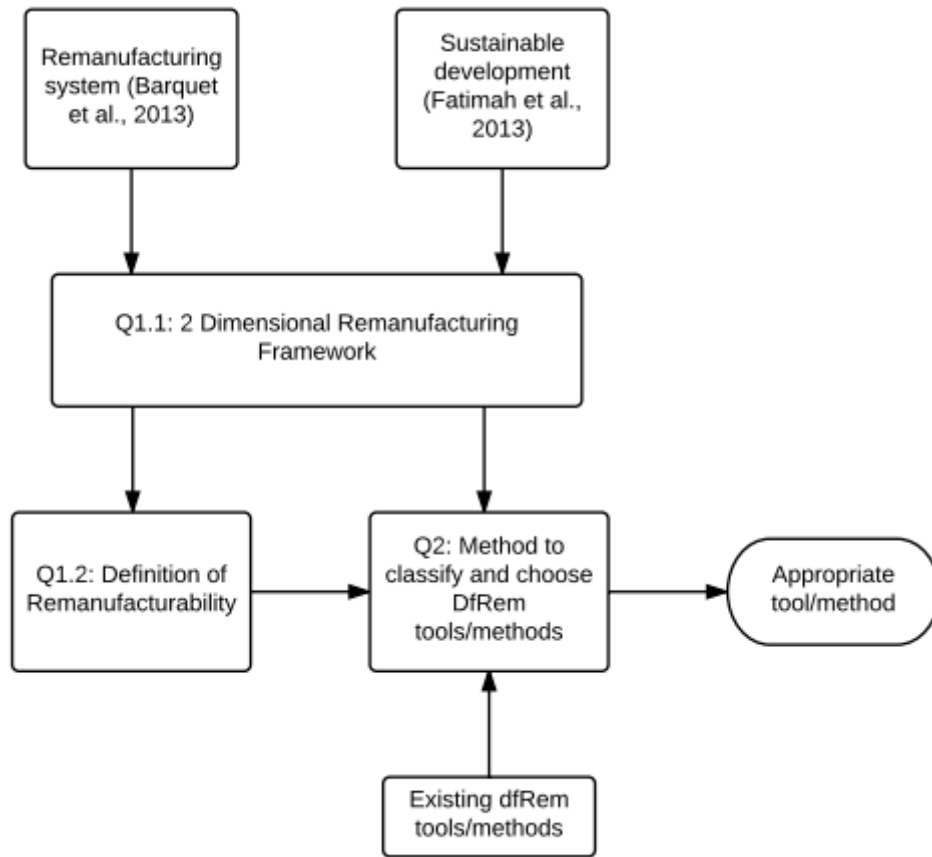 Remanufacturing
system (Barquet
et al., 2013)
Sustainable
development
(Fatimah et al.,
2013)
Q1.1: 2 Dimensional Remanufacturing
Framework
Q1.2: Definition of
Remanufacturability
Q2: Method to
classify and choose
DfRem
tools/methods
Appropriate
tool/method
Existing dfRem
tools/methods